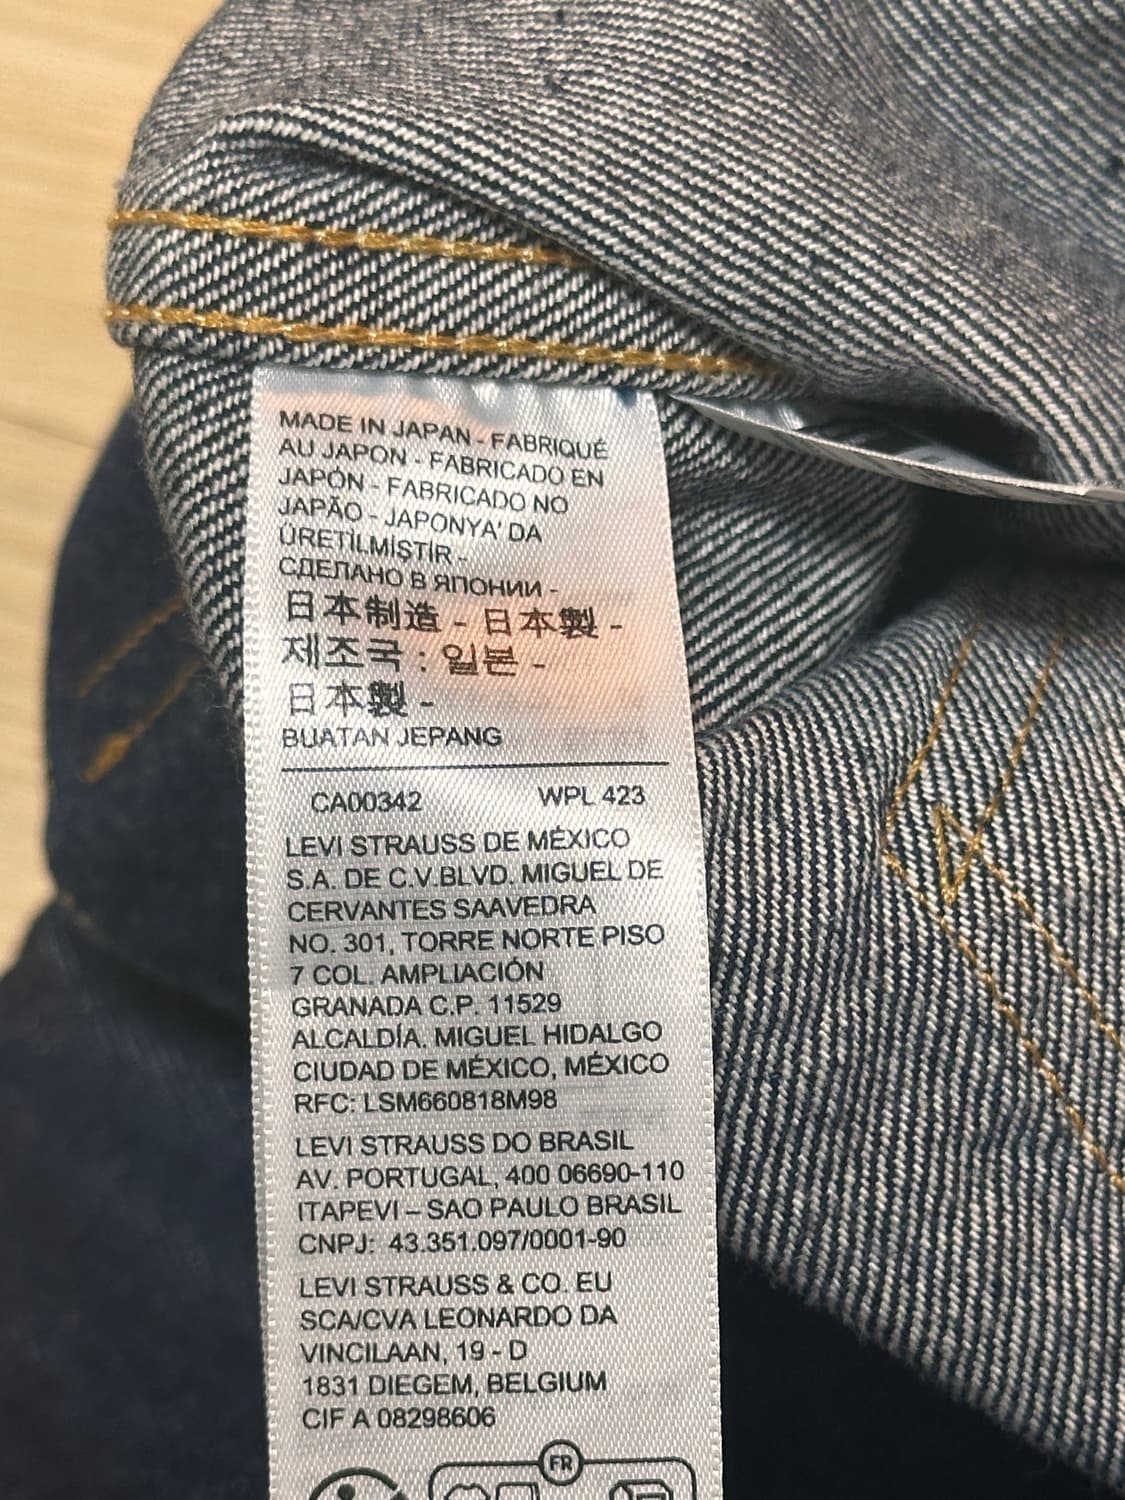 MADE IN JAPAN - FABRIQUÉ
AU JAPON - FABRICADO EN
JAPÓN - FABRICADO NO
JAPÃO - JAPONYA' DA
ÜRETİLMİŞTİR -
СДЕЛАНО В ЯПОНИИ -
日本制造 - 日本製 -
제조국 : 일본 -
日本製 -
BUATAN JEPANG
CA00342 WPL 423
LEVI STRAUSS DE MÉXICO
S.A. DE C.V.BLVD. MIGUEL DE
CERVANTES SAAVEDRA
NO. 301, TORRE NORTE PISO
7 COL. AMPLIACIÓN
GRANADA C.P. 11529
ALCALDÍA. MIGUEL HIDALGO
CIUDAD DE MÉXICO, MÉXICO
RFC: LSM660818M98
LEVI STRAUSS DO BRASIL
AV. PORTUGAL, 400 06690-110
ITAPEVI – SAO PAULO BRASIL
CNPJ: 43.351.097/0001-90
LEVI STRAUSS & CO. EU
SCA/CVA LEONARDO DA
VINCILAAN, 19 - D
1831 DIEGEM, BELGIUM
CIF A 08298606
FR